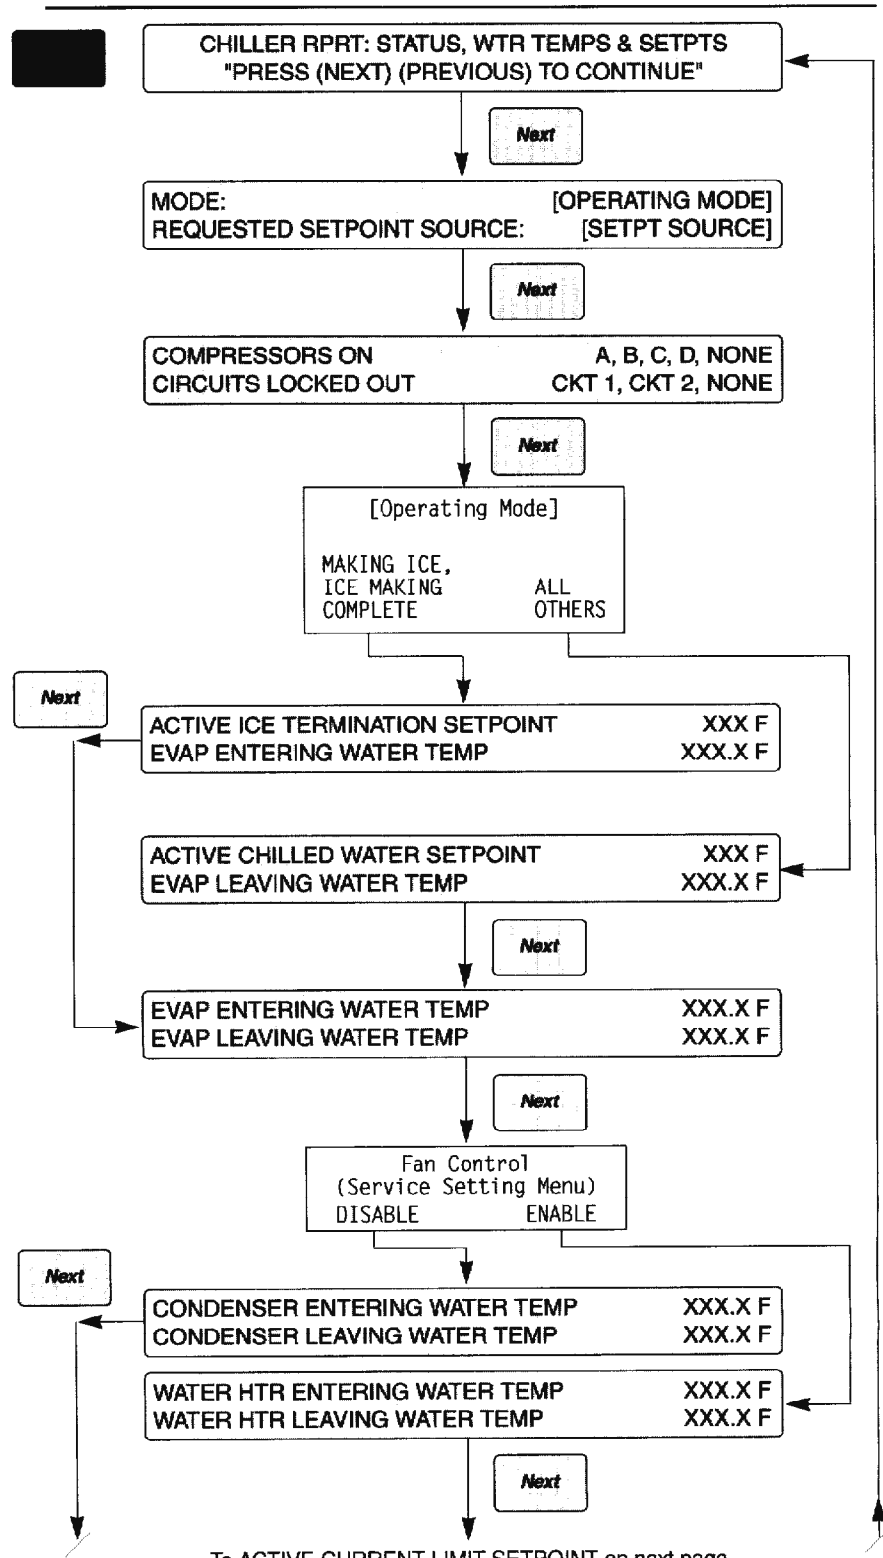 CHILLER RPRT: STATUS, WTR TEMPS & SETPTS
"PRESS (NEXT) (PREVIOUS) TO CONTINUE"
Next
MODE: [OPERATING MODE]
REQUESTED SETPOINT SOURCE: [SETPT SOURCE]
Next
COMPRESSORS ON A, B, C, D, NONE
CIRCUITS LOCKED OUT CKT 1, CKT 2, NONE
Next
[Operating Mode]
MAKING ICE,
ICE MAKING ALL
COMPLETE OTHERS
Next
ACTIVE ICE TERMINATION SETPOINT XXX F
EVAP ENTERING WATER TEMP XXX.X F
ACTIVE CHILLED WATER SETPOINT XXX F
EVAP LEAVING WATER TEMP XXX.X F
Next
EVAP ENTERING WATER TEMP XXX.X F
EVAP LEAVING WATER TEMP XXX.X F
Next
Fan Control
(Service Setting Menu)
DISABLE ENABLE
Next
CONDENSER ENTERING WATER TEMP XXX.X F
CONDENSER LEAVING WATER TEMP XXX.X F
WATER HTR ENTERING WATER TEMP XXX.X F
WATER HTR LEAVING WATER TEMP XXX.X F
Next
To ACTIVE CURRENT LIMIT SETPOINT on next page